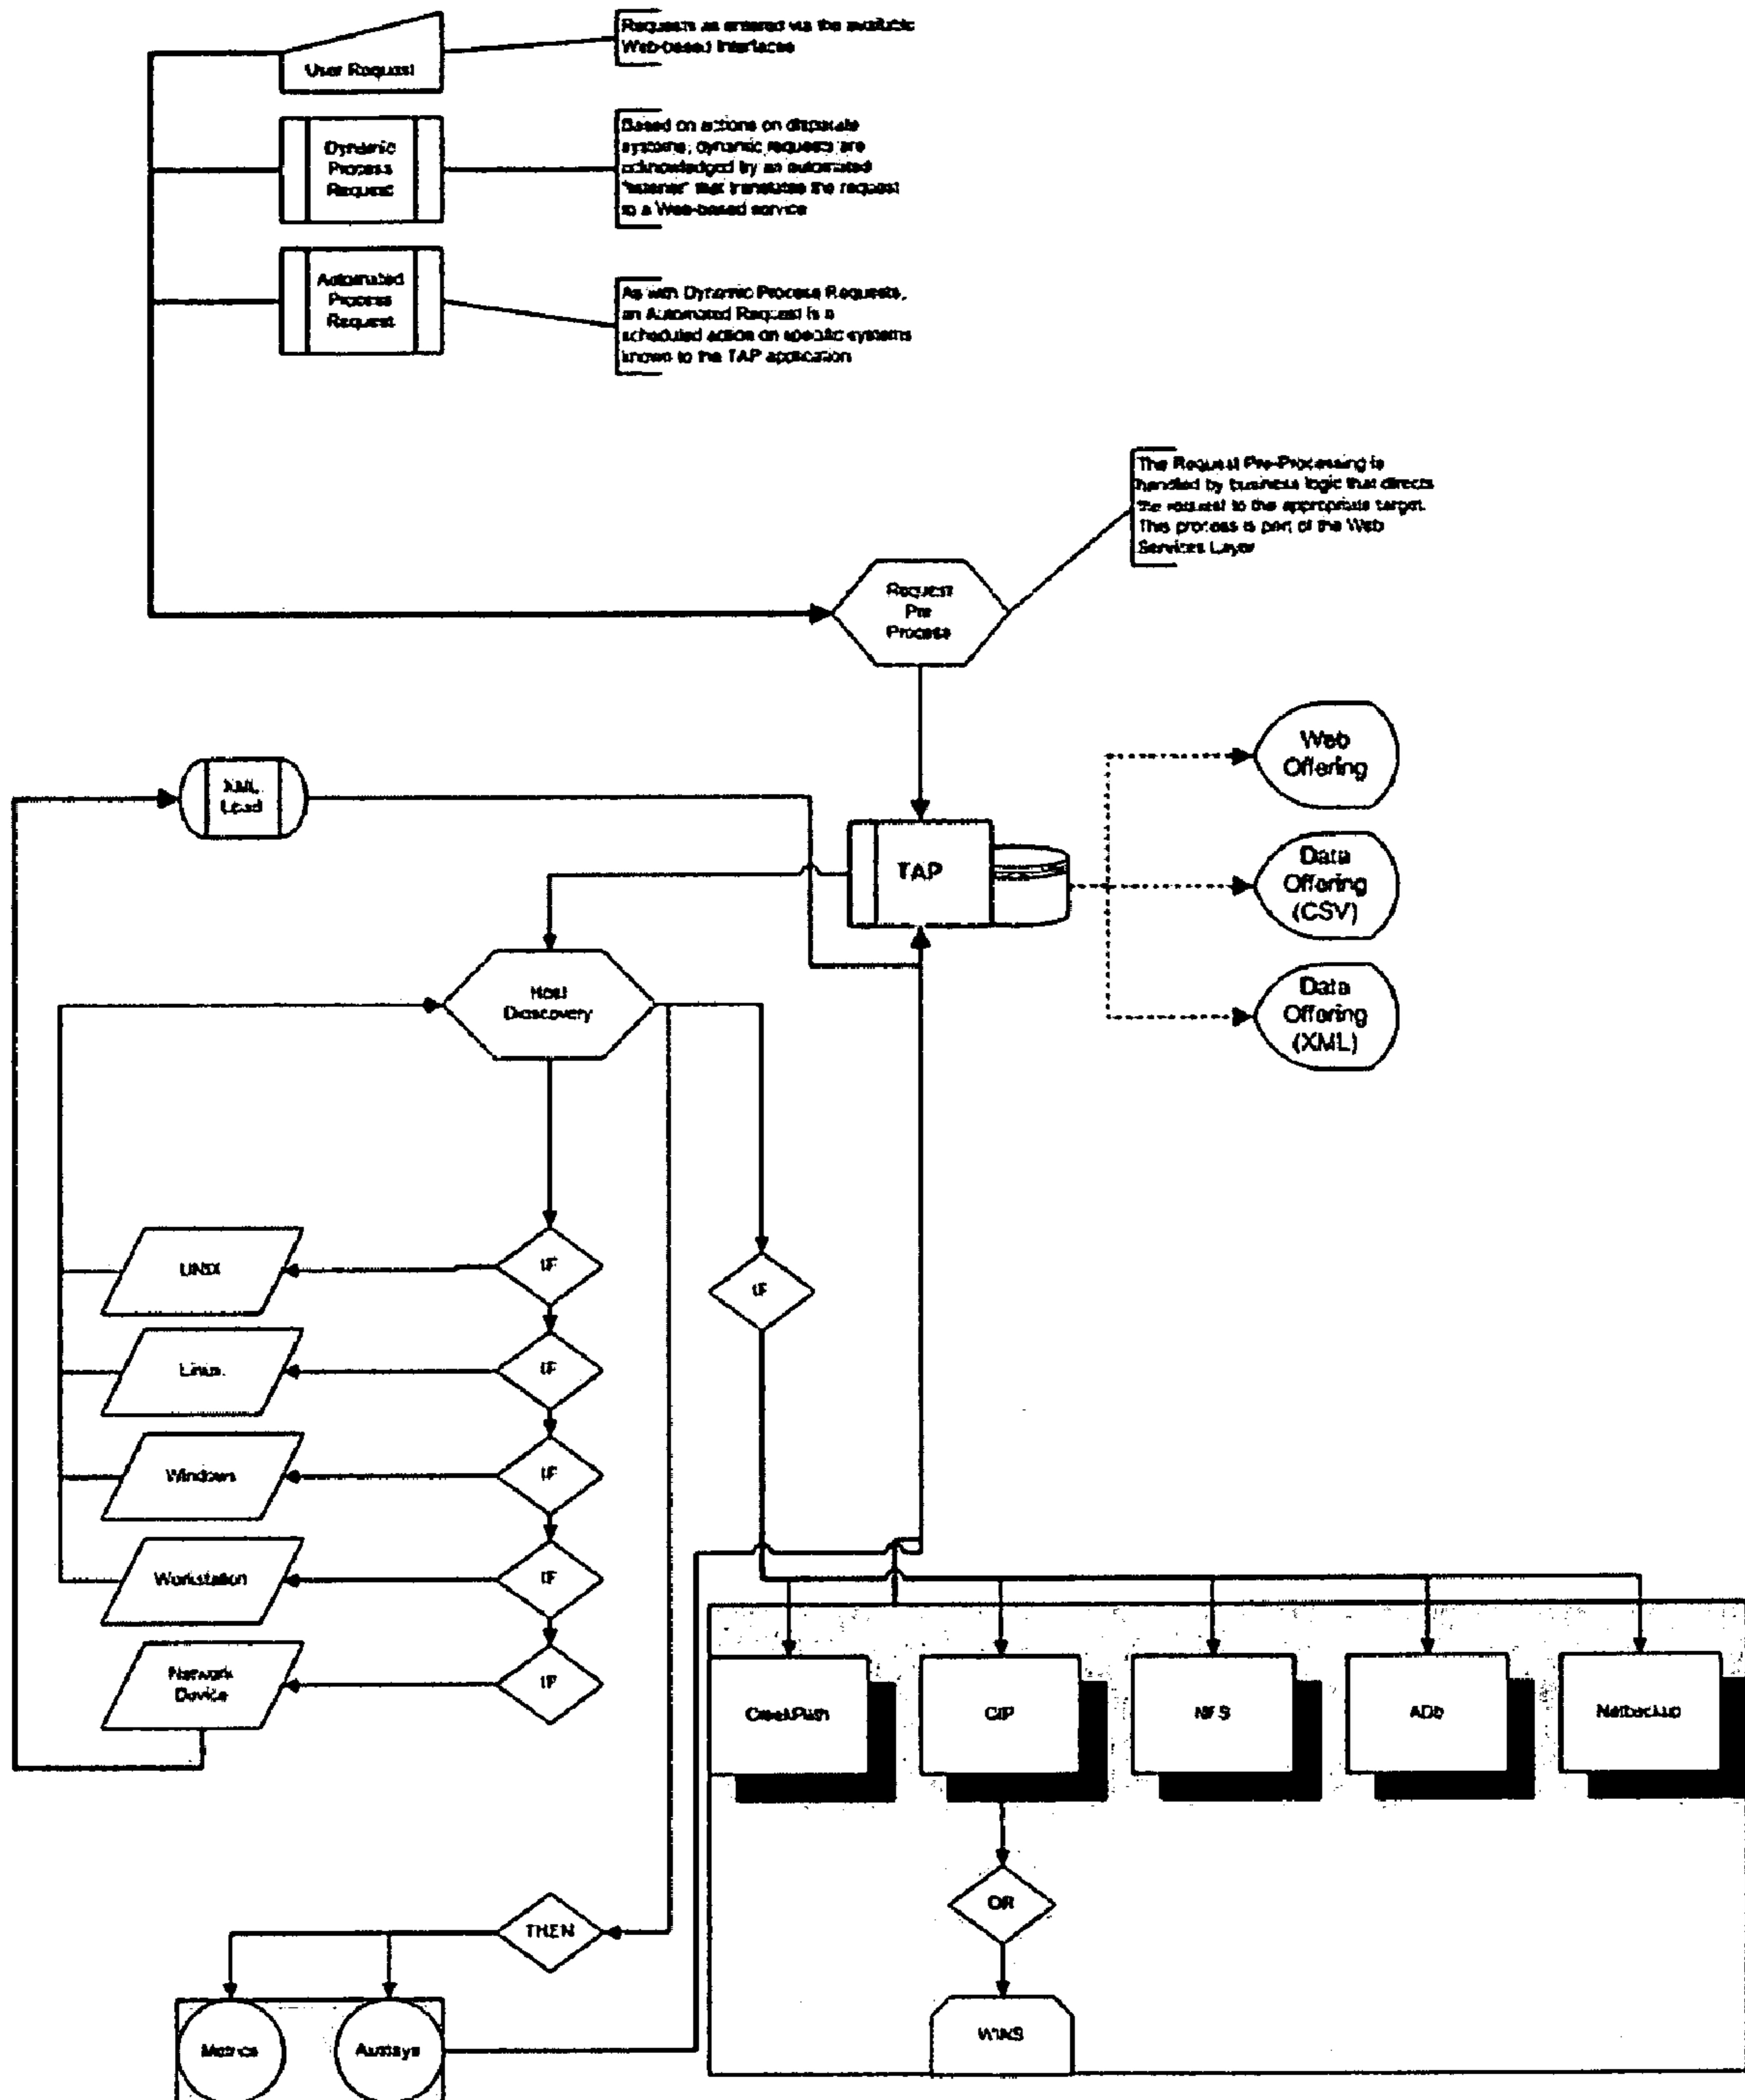 Requests as entered via the available
Web-based Interfaces
User Request
Based on actions on disparate
systems, dynamic requests are
acknowledged by an automated
"listener" that translates the request
to a Web-based service
Dynamic
Process
Request
Automated
Process
Request
As with Dynamic Process Requests,
an Automated Request is a
scheduled action on specific systems
known to the TAP application
The Request Pre-Processing is
handled by business logic that directs
the request to the appropriate target.
This process is part of the Web
Services Layer
Request
Pre
Process
Web
Offering
XML
Load
TAP
Data
Offering
(CSV)
Host
Discovery
Data
Offering
(XML)
UNIX
IF
IF
Linux
IF
Windows
IF
Workstation
IF
Network
Device
IF
CreekPath
CIP
NFS
ADb
Netbackup
OR
THEN
WINS
Metrics